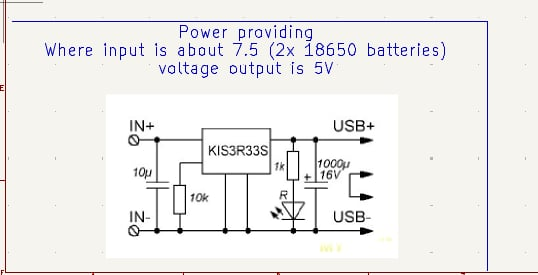 Power providing
Where input is about 7.5 (2x 18650 batteries)
voltage output is 5V
IN+
USB+
KIS3R33S
10µ
10k
1k
1000µ
+ 16V
R
IN-
USB-
E